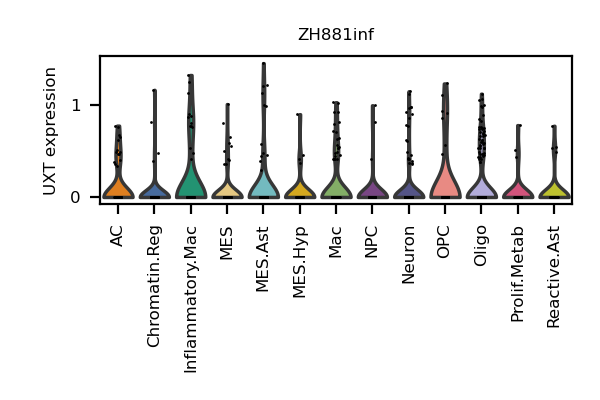 ZH881inf
UXT expression
1
0
AC
Chromatin.Reg
Inflammatory.Mac
MES
MES.Ast
MES.Hyp
Mac
NPC
Neuron
OPC
Oligo
Prolif.Metab
Reactive.Ast